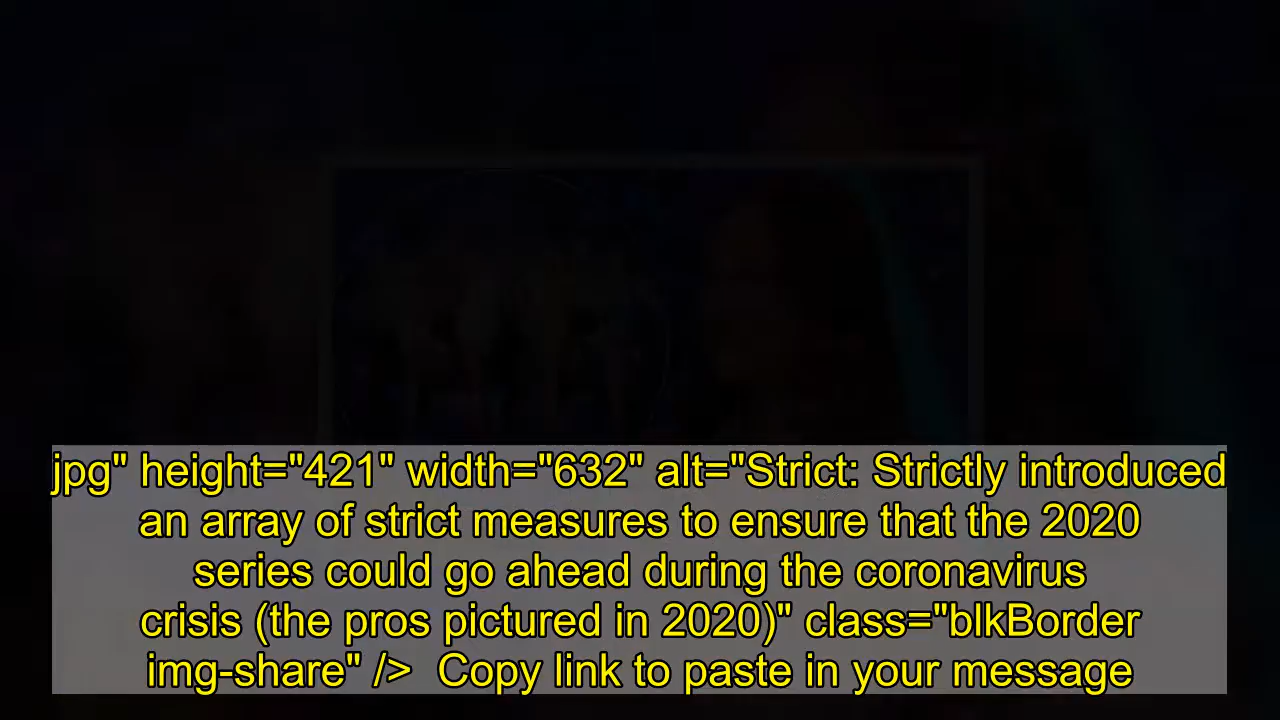 jpg" height="421" width="632" alt="Strict: Strictly introduced
an array of strict measures to ensure that the 2020
series could go ahead during the coronavirus
crisis (the pros pictured in 2020)" class="blkBorder
img-share" />  Copy link to paste in your message